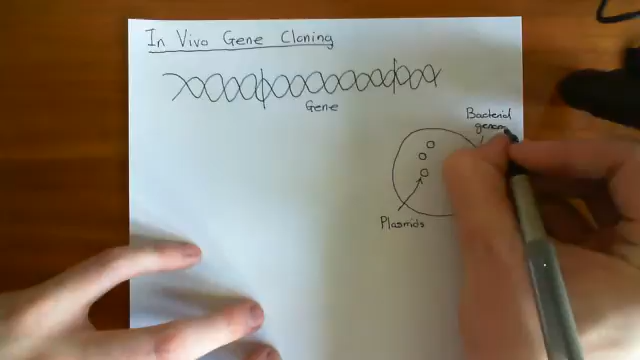 In Vivo Gene Cloning
Gene
Bacterial
Plasmids